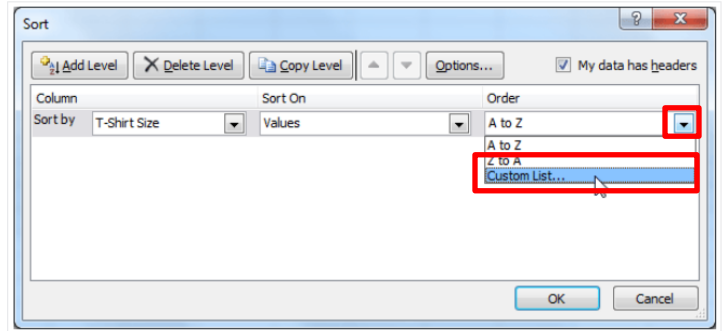 Sort
Add Level Delete Level Copy Level Options... My data has headers
Column Sort On Order
Sort by T-Shirt Size Values A to Z
A to Z
Z to A
Custom List...
OK Cancel